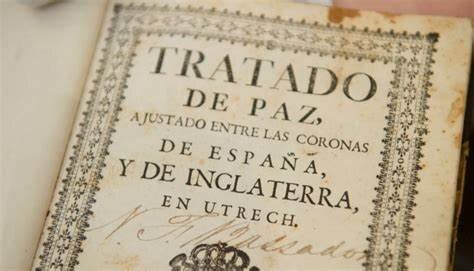 TRATADO
DE PAZ,
AJUSTADO ENTRE LAS CORONAS
DE ESPAÑA,
Y DE INGLATERRA,
EN UTRECH.